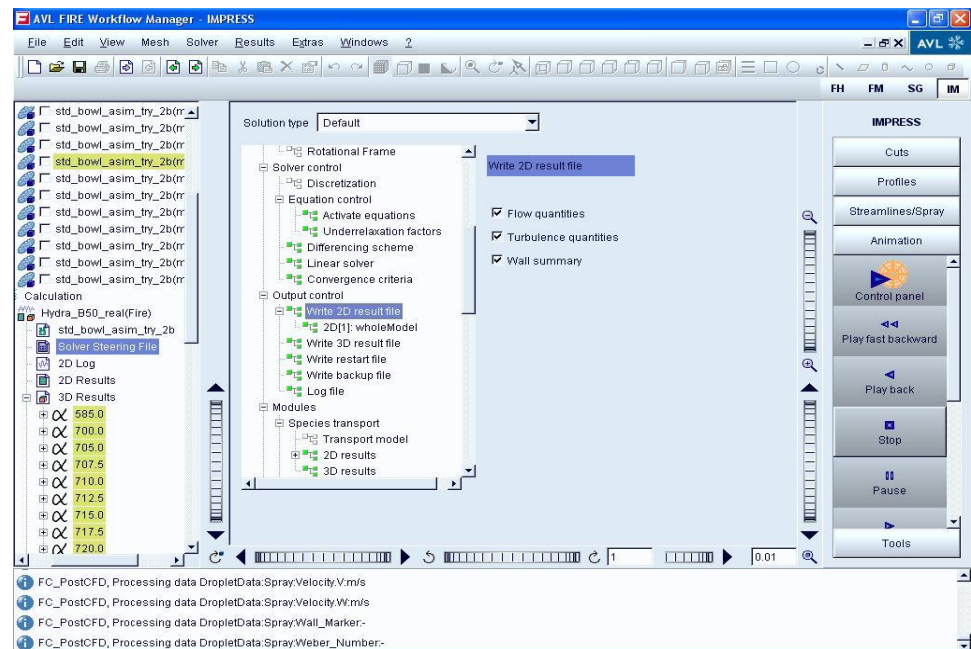 AVL FIRE Workflow Manager - IMPRESS
File Edit View Mesh Solver Results Extras Windows ?
AVL
FH FM SG IM
std_bowl_asim_try_2b(m
std_bowl_asim_try_2b(m
std_bowl_asim_try_2b(m
std_bowl_asim_try_2b(m
std_bowl_asim_try_2b(m
std_bowl_asim_try_2b(m
std_bowl_asim_try_2b(m
std_bowl_asim_try_2b(m
std_bowl_asim_try_2b(m
std_bowl_asim_try_2b(m
std_bowl_asim_try_2b(m
Calculation
Hydra_B50_real(Fire)
std_bowl_asim_try_2b
Solver Steering File
2D Log
2D Results
3D Results
α 585.0
α 700.0
α 705.0
α 707.5
α 710.0
α 712.5
α 715.0
α 717.5
α 720.0
Solution type Default
Rotational Frame
Solver control
Discretization
Equation control
Activate equations
Underrelaxation factors
Differencing scheme
Linear solver
Convergence criteria
Output control
Write 2D result file
2D[1]: wholeModel
Write 3D result file
Write restart file
Write backup file
Log file
Modules
Species transport
Transport model
2D results
3D results
Write 2D result file
Flow quantities
Turbulence quantities
Wall summary
1
0.01
IMPRESS
Cuts
Profiles
Streamlines/Spray
Animation
Control panel
Play fast backward
Play back
Stop
Pause
Tools
FC_PostCFD, Processing data DropletData:Spray:Velocity.V:m/s
FC_PostCFD, Processing data DropletData:Spray:Velocity.W:m/s
FC_PostCFD, Processing data DropletData:Spray:Wall_Marker:-
FC_PostCFD, Processing data DropletData:Spray:Weber_Number:-